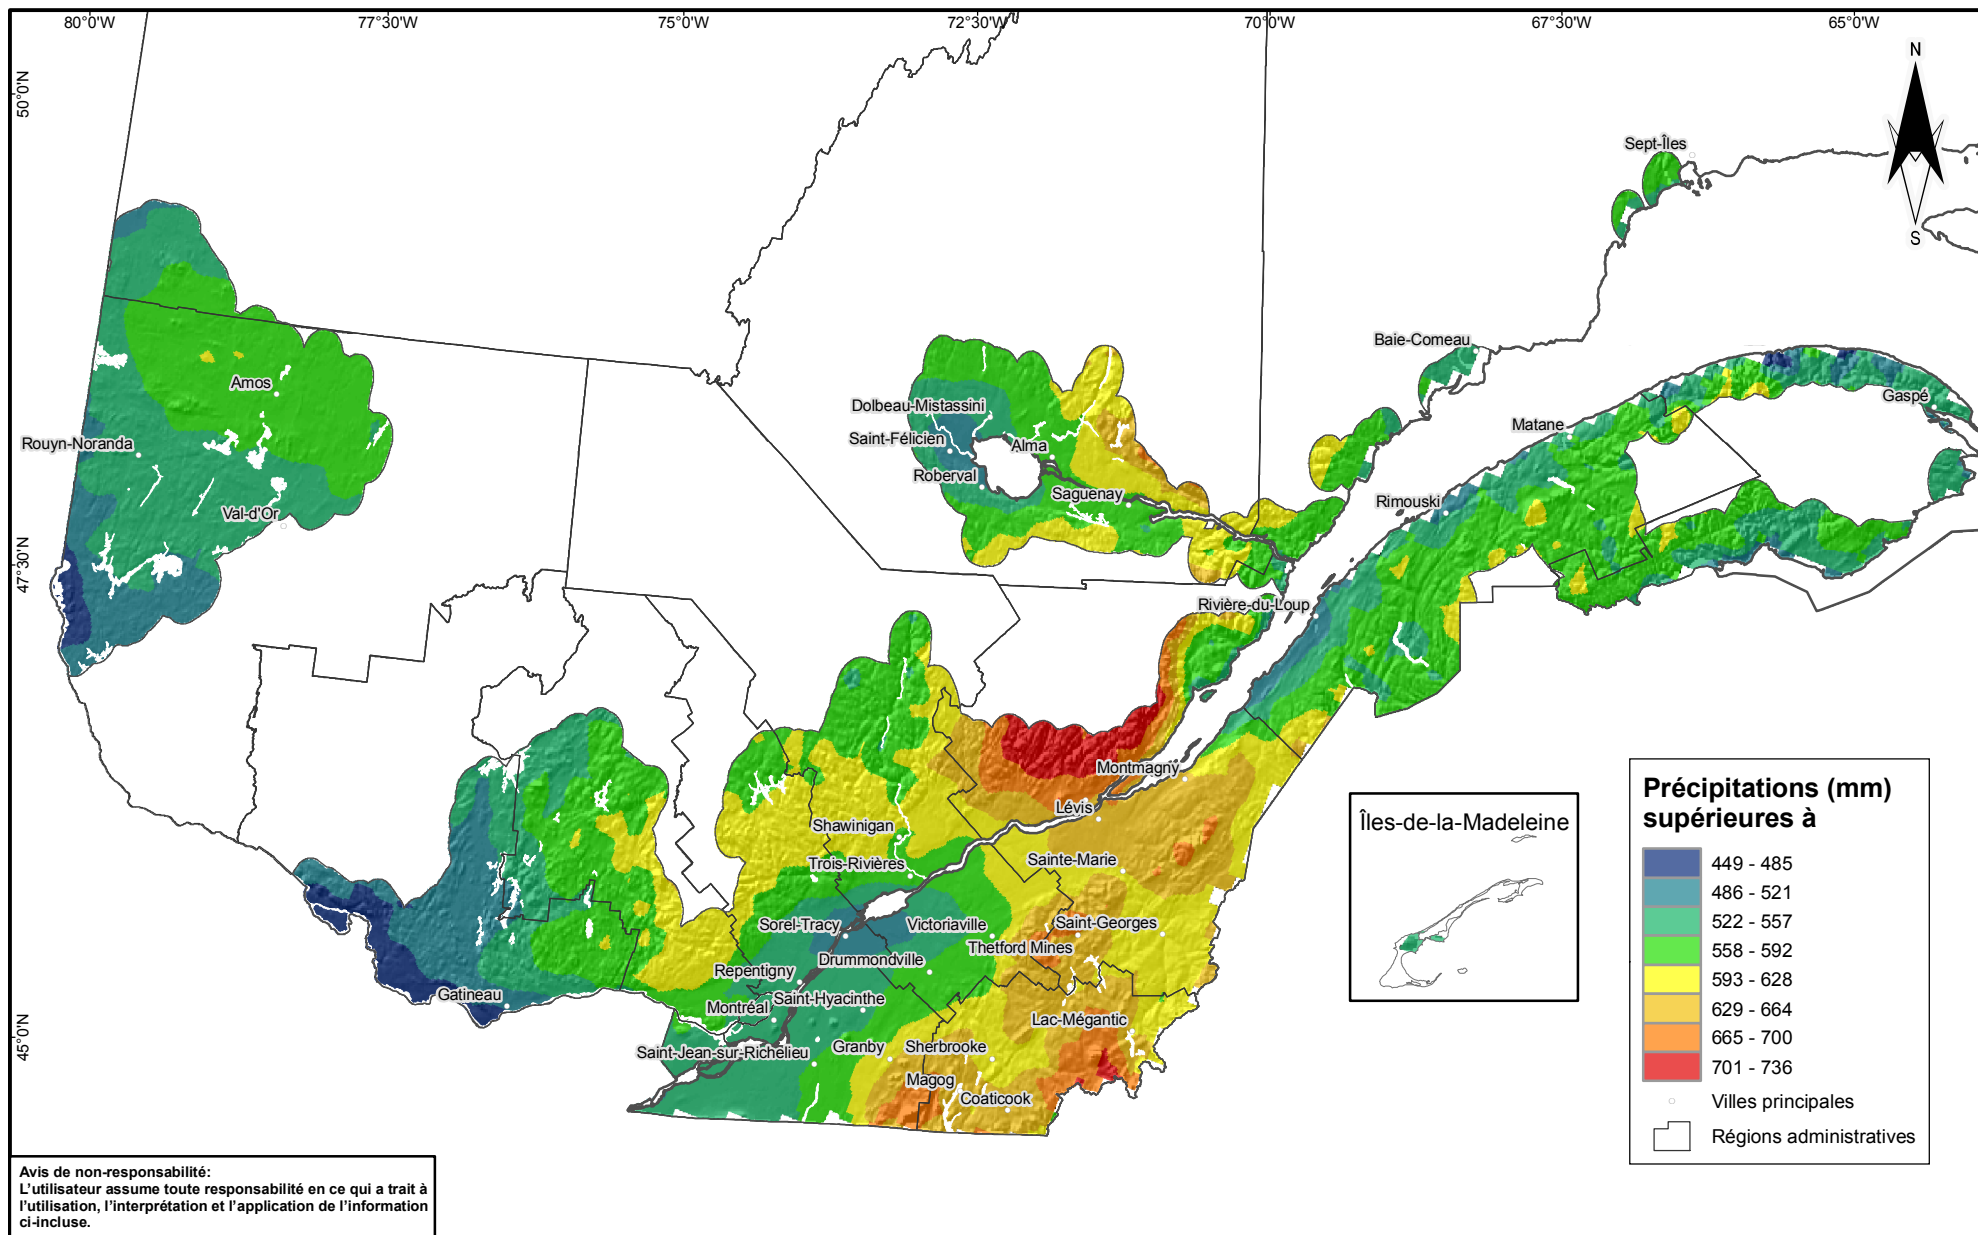 80°0'W 77°30'W 75°0'W 72°30'W 70°0'W 67°30'W 65°0'W
50°0'N
47°30'N
45°0'N
N
S
Sept-Îles
Baie-Comeau
Gaspé
Matane
Rimouski
Amos
Rouyn-Noranda
Val-d'Or
Dolbeau-Mistassini
Saint-Félicien
Alma
Roberval
Saguenay
Rivière-du-Loup
Montmagny
Lévis
Shawinigan
Trois-Rivières
Sainte-Marie
Sorel-Tracy
Victoriaville
Saint-Georges
Thetford Mines
Drummondville
Repentigny
Gatineau
Montréal
Saint-Hyacinthe
Lac-Mégantic
Saint-Jean-sur-Richelieu
Granby
Sherbrooke
Magog
Coaticook
Îles-de-la-Madeleine
Précipitations (mm)
supérieures à
449 - 485
486 - 521
522 - 557
558 - 592
593 - 628
629 - 664
665 - 700
701 - 736
Villes principales
Régions administratives
Avis de non-responsabilité:
L'utilisateur assume toute responsabilité en ce qui a trait à
l'utilisation, l'interprétation et l'application de l'information
ci-incluse.